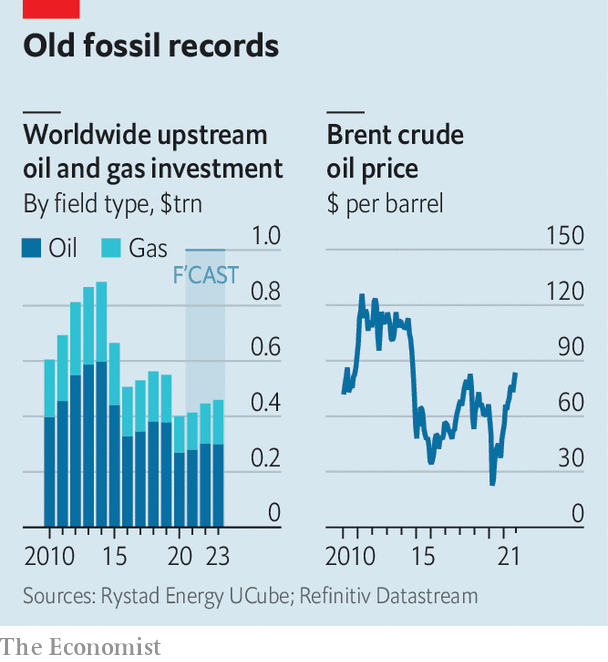 Old fossil records
Worldwide upstream
oil and gas investment
By field type, $trn
Oil Gas
F’CAST
1.0
0.8
0.6
0.4
0.2
0
2010 15 20 23
Brent crude
oil price
$ per barrel
150
120
90
60
30
0
2010 15 21
Sources: Rystad Energy UCube; Refinitiv Datastream
The Economist